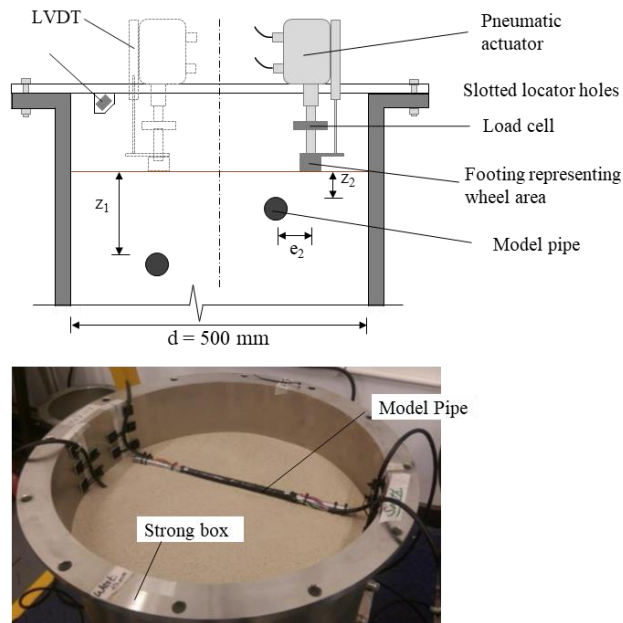 LVDT
Pneumatic
actuator
Slotted locator holes
Load cell
Footing representing
wheel area
Model pipe
z1
z2
e2
d = 500 mm
Model Pipe
Strong box
West